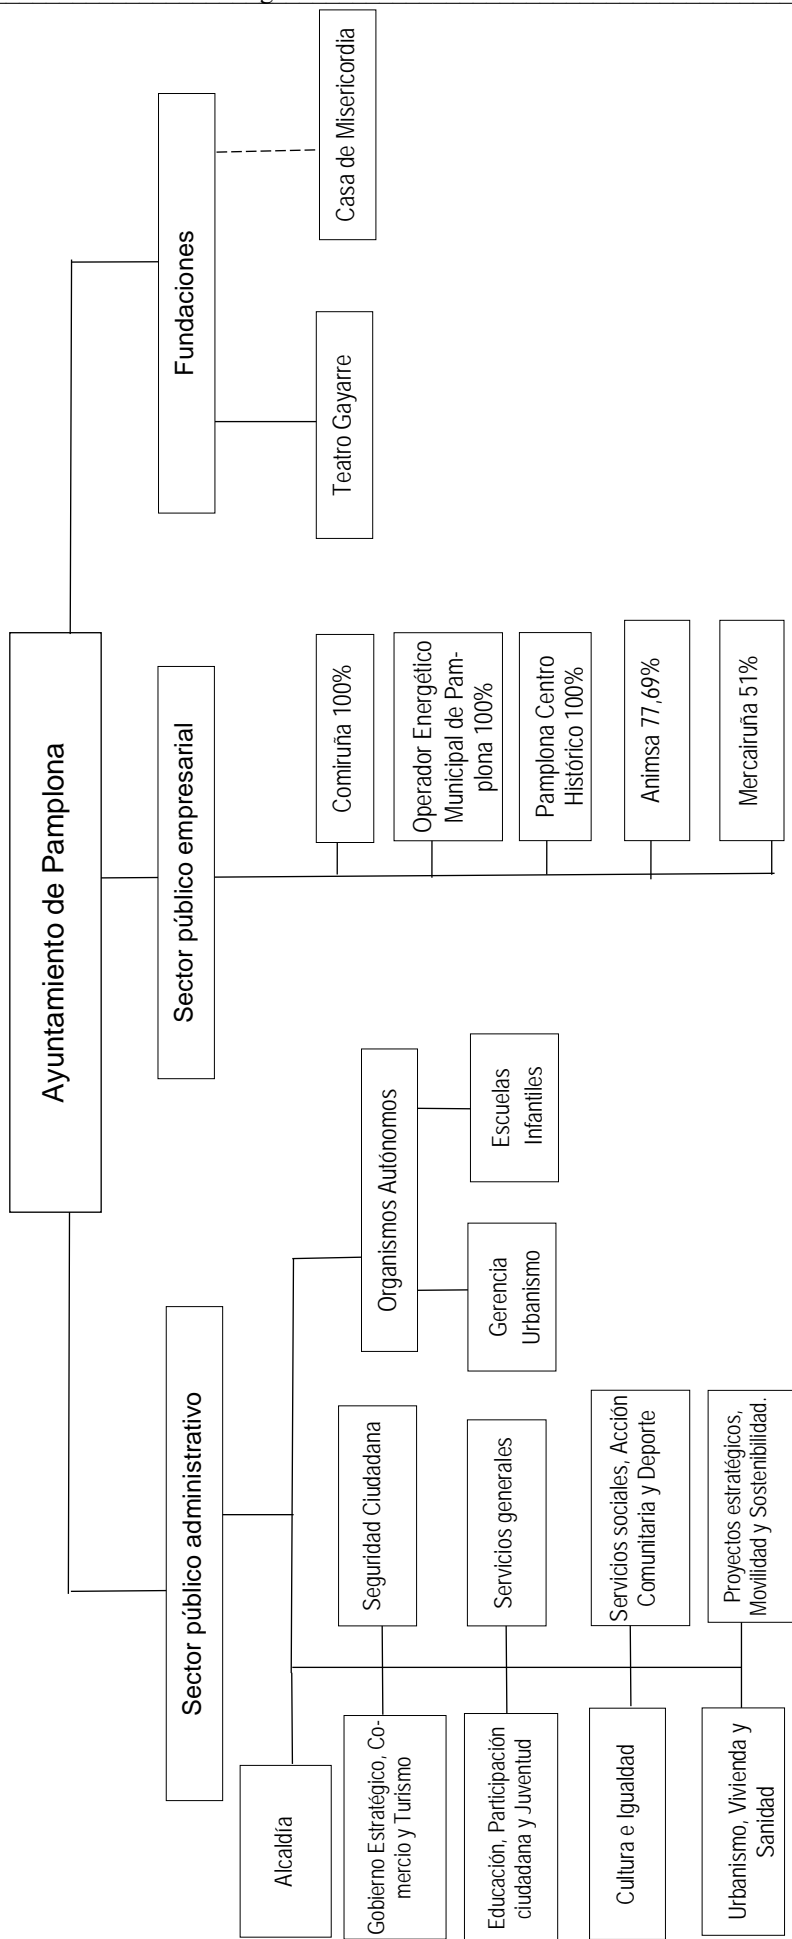 Ayuntamiento de Pamplona
Sector público administrativo
Sector público empresarial
Fundaciones
Alcaldía
Organismos Autónomos
Gobierno Estratégico, Co-
mercio y Turismo
Seguridad Ciudadana
Gerencia
Urbanismo
Escuelas
Infantiles
Educación, Participación
ciudadana y Juventud
Servicios generales
Cultura e Igualdad
Servicios sociales, Acción
Comunitaria y Deporte
Urbanismo, Vivienda y
Sanidad
Proyectos estratégicos,
Movilidad y Sostenibilidad.
Comiruña 100%
Operador Energético
Municipal de Pam-
plona 100%
Pamplona Centro
Histórico 100%
Animsa 77,69%
Mercairuña 51%
Teatro Gayarre
Casa de Misericordia